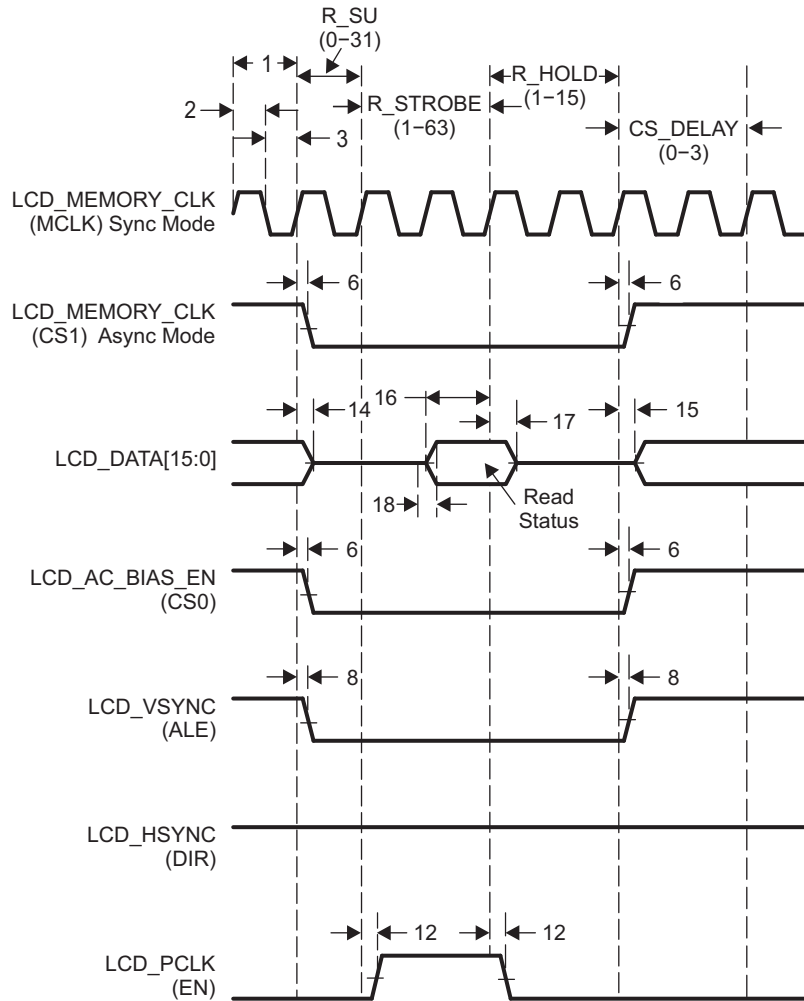 R_SU
(0−31)
1
R_HOLD
(1−15)
2
R_STROBE
(1−63)
3
CS_DELAY
(0−3)
LCD_MEMORY_CLK
(MCLK) Sync Mode
6
6
LCD_MEMORY_CLK
(CS1) Async Mode
16
14
17
15
LCD_DATA[15:0]
18
Read
Status
6
6
LCD_AC_BIAS_EN
(CS0)
8
8
LCD_VSYNC
(ALE)
LCD_HSYNC
(DIR)
12
12
LCD_PCLK
(EN)